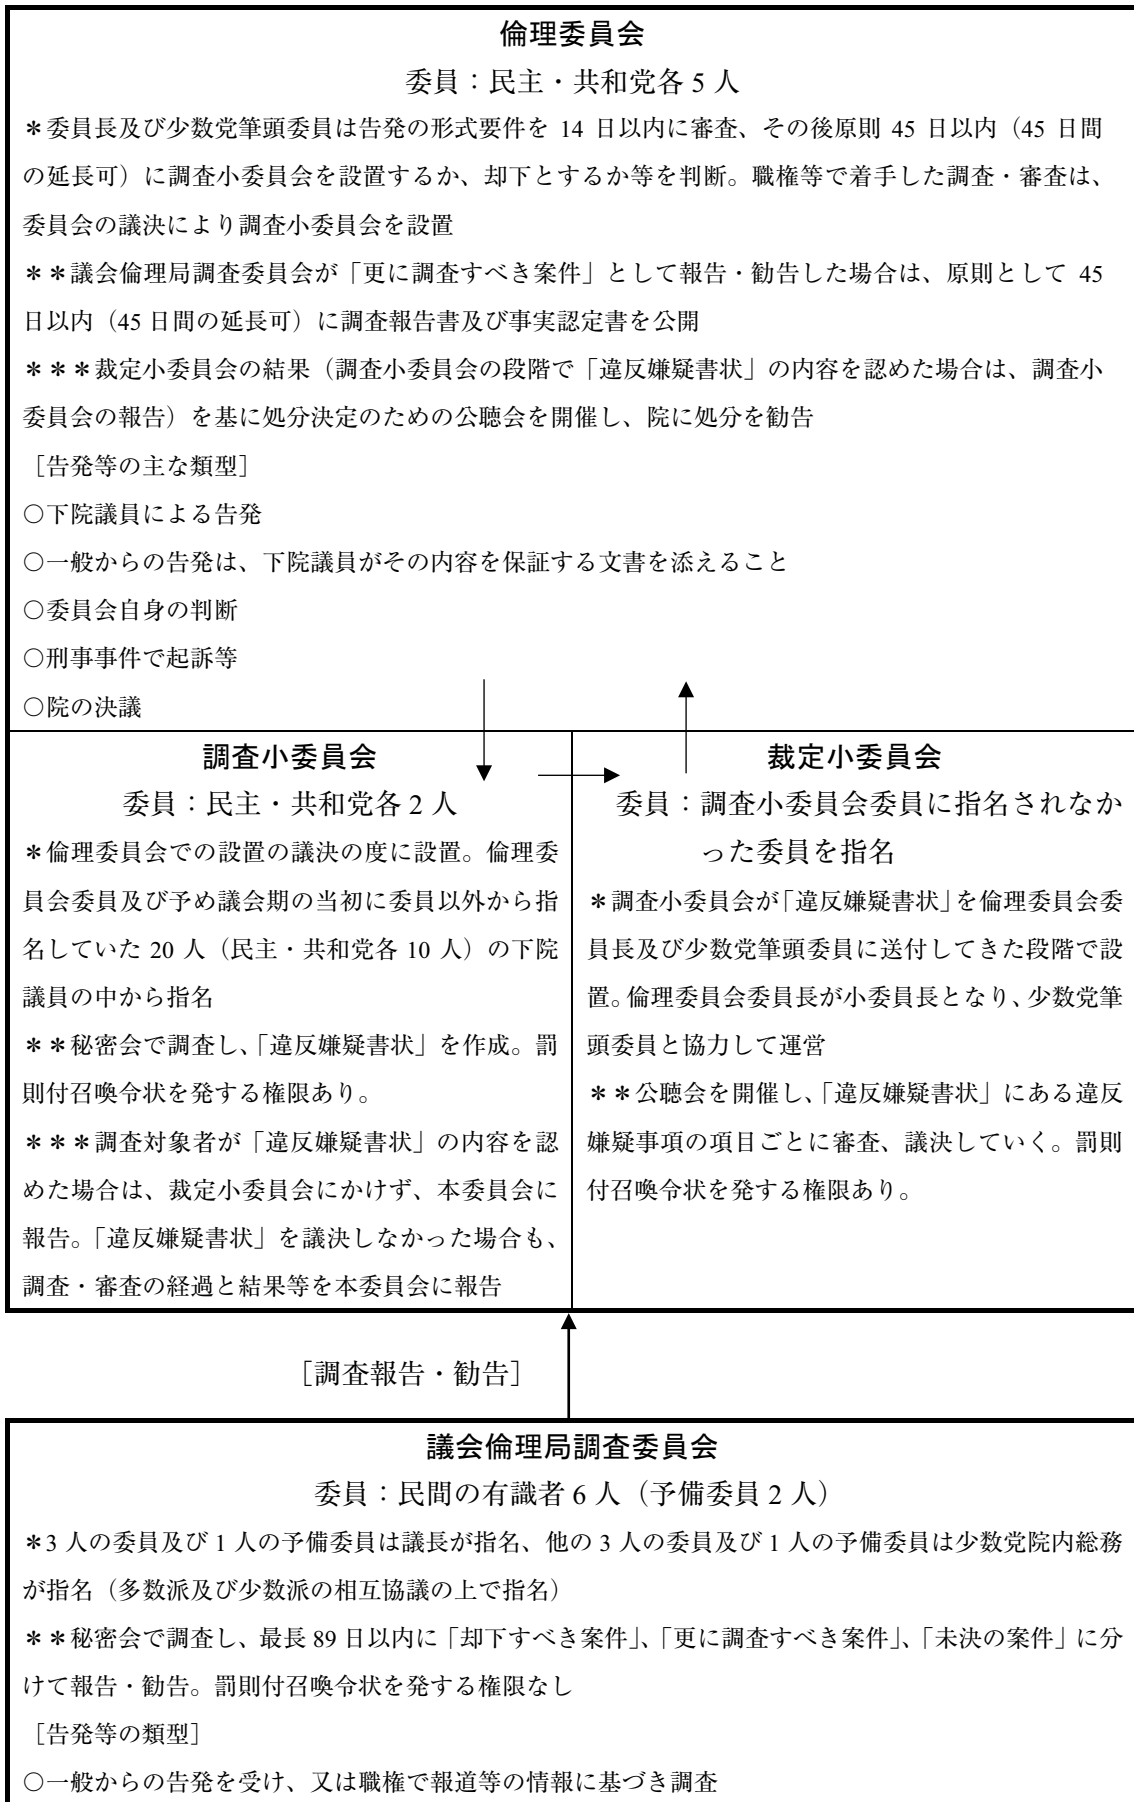 倫理委員会
委員：民主・共和党各 5 人
＊委員長及び少数党筆頭委員は告発の形式要件を 14 日以内に審査、その後原則 45 日以内（45 日間
の延長可）に調査小委員会を設置するか、却下とするか等を判断。職権等で着手した調査・審査は、
委員会の議決により調査小委員会を設置
＊＊議会倫理局調査委員会が「更に調査すべき案件」として報告・勧告した場合は、原則として 45
日以内（45 日間の延長可）に調査報告書及び事実認定書を公開
＊＊＊裁定小委員会の結果（調査小委員会の段階で「違反嫌疑書状」の内容を認めた場合は、調査小
委員会の報告）を基に処分決定のための公聴会を開催し、院に処分を勧告
［告発等の主な類型］
○下院議員による告発
○一般からの告発は、下院議員がその内容を保証する文書を添えること
○委員会自身の判断
○刑事事件で起訴等
○院の決議
調査小委員会
委員：民主・共和党各 2 人
＊倫理委員会での設置の議決の度に設置。倫理委
員会委員及び予め議会期の当初に委員以外から指
名していた 20 人（民主・共和党各 10 人）の下院
議員の中から指名
＊＊秘密会で調査し、「違反嫌疑書状」を作成。罰
則付召喚令状を発する権限あり。
＊＊＊調査対象者が「違反嫌疑書状」の内容を認
めた場合は、裁定小委員会にかけず、本委員会に
報告。「違反嫌疑書状」を議決しなかった場合も、
調査・審査の経過と結果等を本委員会に報告
裁定小委員会
委員：調査小委員会委員に指名されなか
った委員を指名
＊調査小委員会が「違反嫌疑書状」を倫理委員会委
員長及び少数党筆頭委員に送付してきた段階で設
置。倫理委員会委員長が小委員長となり、少数党筆
頭委員と協力して運営
＊＊公聴会を開催し、「違反嫌疑書状」にある違反
嫌疑事項の項目ごとに審査、議決していく。罰則
付召喚令状を発する権限あり。
［調査報告・勧告］
議会倫理局調査委員会
委員：民間の有識者 6 人（予備委員 2 人）
＊3 人の委員及び 1 人の予備委員は議長が指名、他の 3 人の委員及び 1 人の予備委員は少数党院内総務
が指名（多数派及び少数派の相互協議の上で指名）
＊＊秘密会で調査し、最長 89 日以内に「却下すべき案件」、「更に調査すべき案件」、「未決の案件」に分
けて報告・勧告。罰則付召喚令状を発する権限なし
［告発等の類型］
○一般からの告発を受け、又は職権で報道等の情報に基づき調査